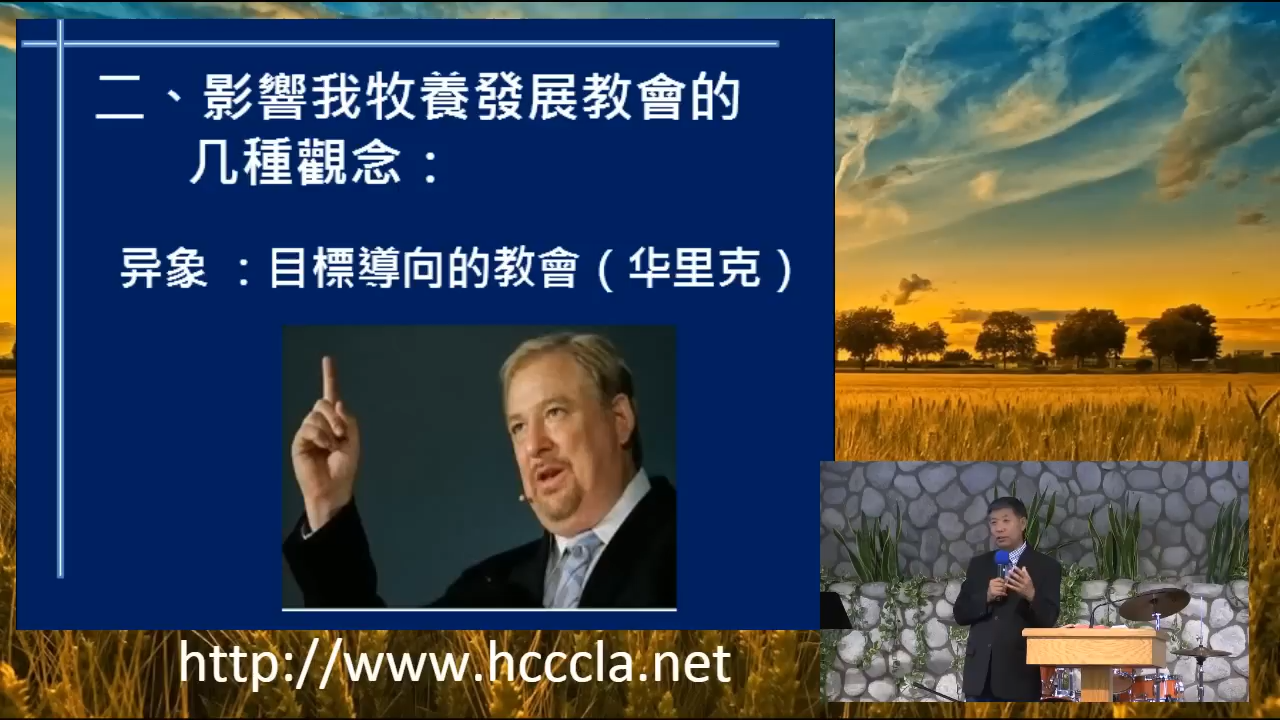 二、影響我牧養發展教會的
几种觀念：
异象 ：目標導向的教會（华里克）
http://www.hcccla.net